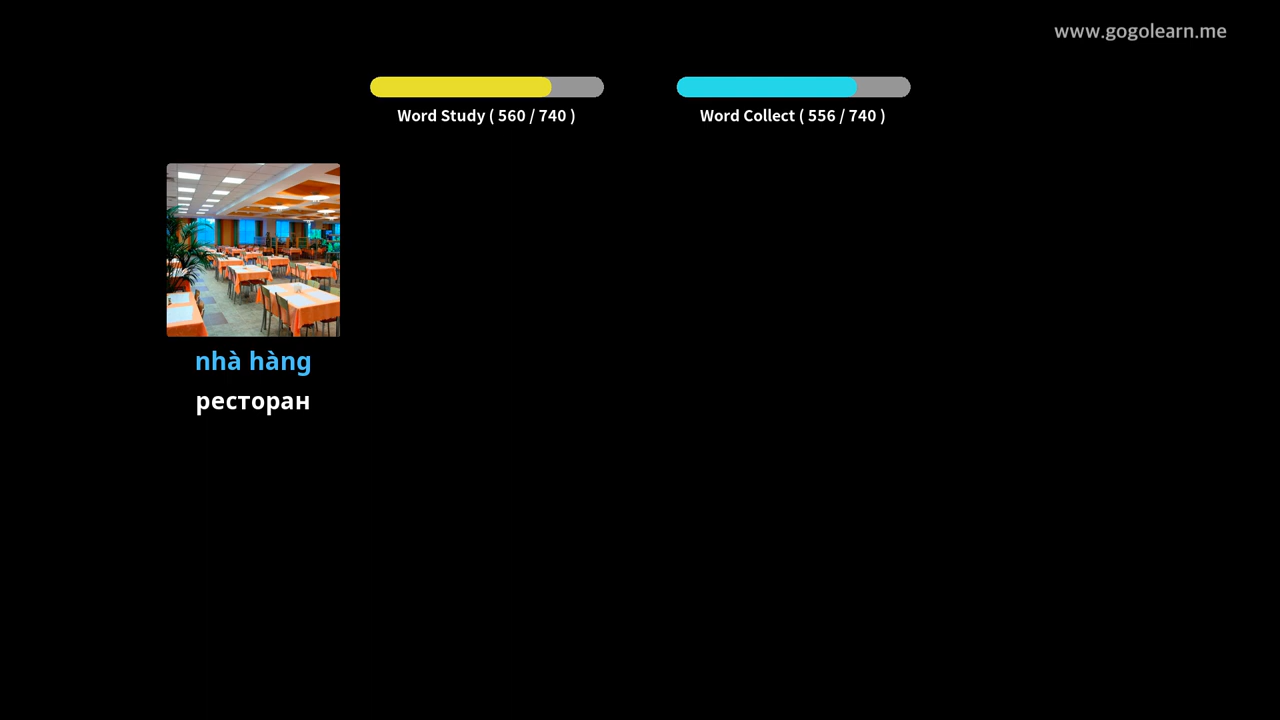 www.gogolearn.me
Word Study ( 560 / 740 )
Word Collect ( 556 / 740 )
nhà hàng
ресторан